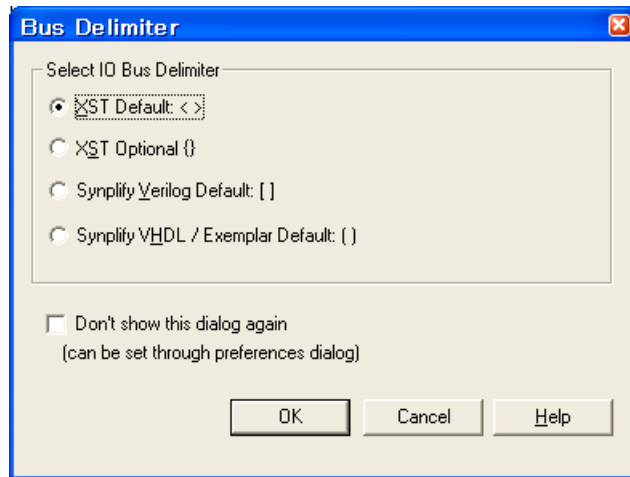 Bus Delimiter
Select IO Bus Delimiter
XST Default: < >
XST Optional {}
Synplify Verilog Default: [ ]
Synplify VHDL / Exemplar Default: ( )
Don't show this dialog again
(can be set through preferences dialog)
OK Cancel Help